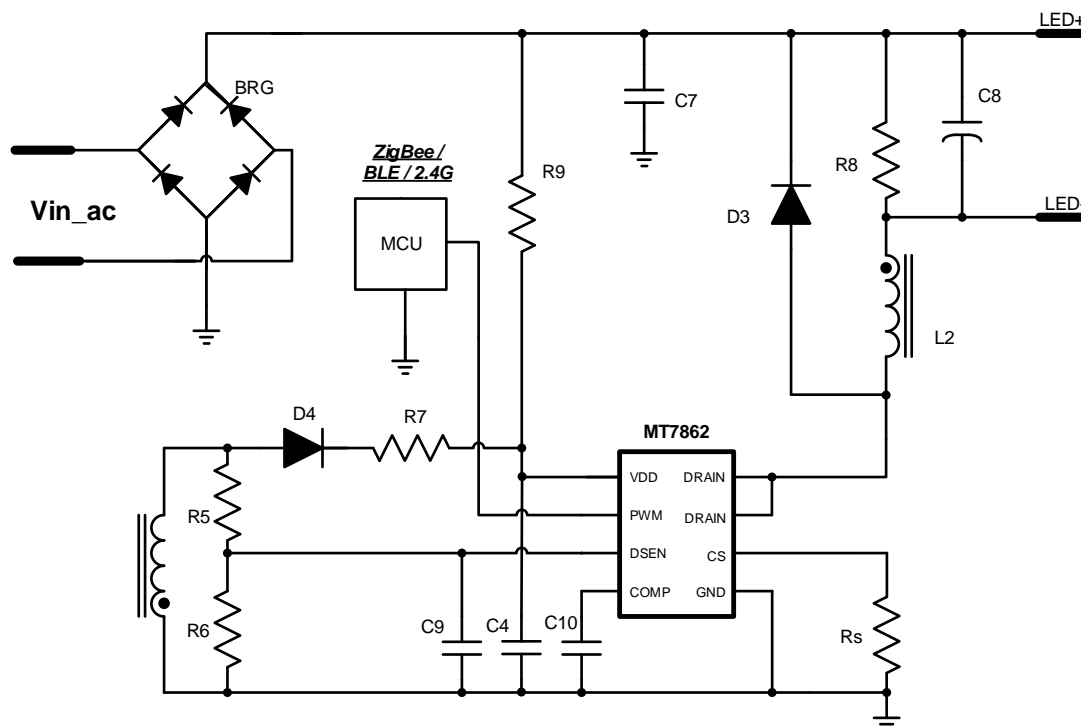 LED+
BRG
C7
C8
ZigBee /
BLE / 2.4G
R9
R8
Vin_ac
D3
LED-
MCU
L2
D4
R7
MT7862
VDD
DRAIN
R5
PWM
DRAIN
DSEN
CS
COMP
GND
R6
C9
C4
C10
Rs